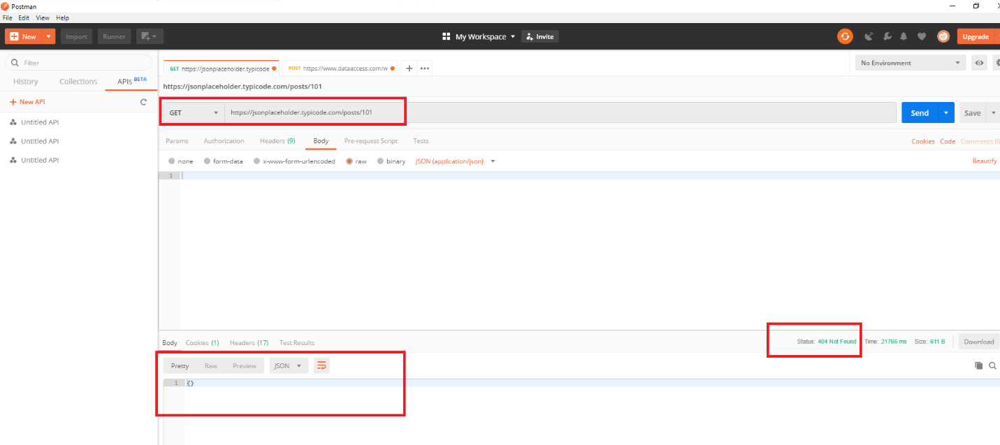 Postman
File Edit View Help
New Import Runner My Workspace Invite Upgrade
Filter
History Collections APIs BETA
New API
Untitled API
Untitled API
Untitled API
GET https://jsonplaceholder.typicode POST https://www.dataaccess.com/w No Environment
https://jsonplaceholder.typicode.com/posts/101
GET https://jsonplaceholder.typicode.com/posts/101 Send Save
Params Authorization Headers (9) Body Pre-request Script Tests Cookies Code Comments (0
none form-data x-www-form-urlencoded raw binary JSON (application/json) Beautify
1
Body Cookies (1) Headers (17) Test Results Status: 404 Not Found Time: 21766 ms Size: 611 B Download
Pretty Raw Preview JSON
1 {}